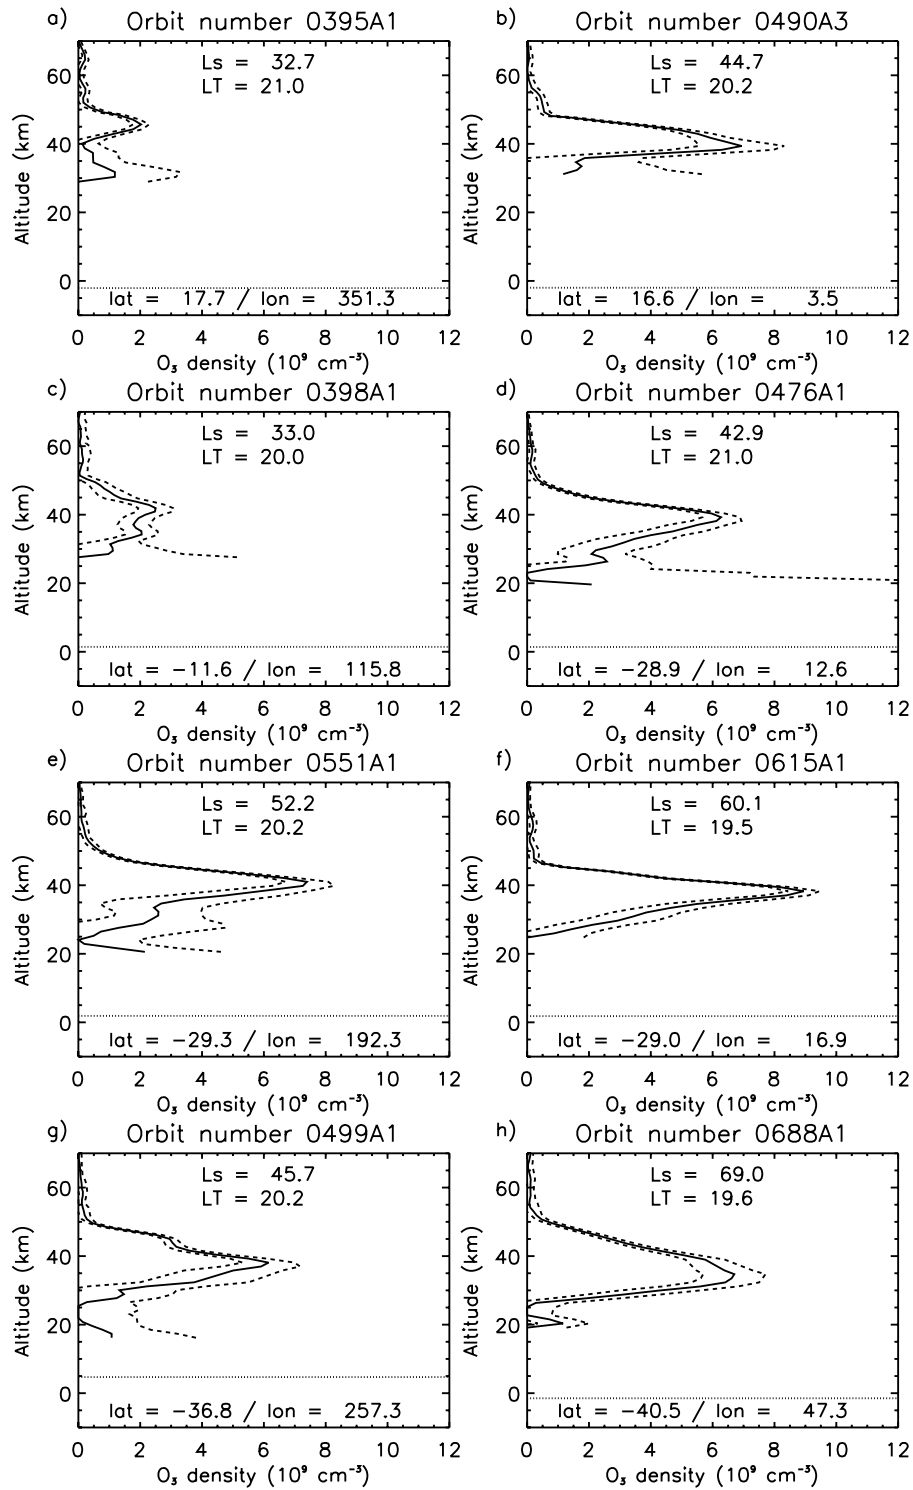 a) Orbit number 0395A1
Ls = 32.7
LT = 21.0
Altitude (km)
60
40
20
0
lat = 17.7 / lon = 351.3
0 2 4 6 8 10 12
O₃ density (10⁹ cm⁻³)
b) Orbit number 0490A3
Ls = 44.7
LT = 20.2
Altitude (km)
60
40
20
0
lat = 16.6 / lon = 3.5
0 2 4 6 8 10 12
O₃ density (10⁹ cm⁻³)
c) Orbit number 0398A1
Ls = 33.0
LT = 20.0
Altitude (km)
60
40
20
0
lat = −11.6 / lon = 115.8
0 2 4 6 8 10 12
O₃ density (10⁹ cm⁻³)
d) Orbit number 0476A1
Ls = 42.9
LT = 21.0
Altitude (km)
60
40
20
0
lat = −28.9 / lon = 12.6
0 2 4 6 8 10 12
O₃ density (10⁹ cm⁻³)
e) Orbit number 0551A1
Ls = 52.2
LT = 20.2
Altitude (km)
60
40
20
0
lat = −29.3 / lon = 192.3
0 2 4 6 8 10 12
O₃ density (10⁹ cm⁻³)
f) Orbit number 0615A1
Ls = 60.1
LT = 19.5
Altitude (km)
60
40
20
0
lat = −29.0 / lon = 16.9
0 2 4 6 8 10 12
O₃ density (10⁹ cm⁻³)
g) Orbit number 0499A1
Ls = 45.7
LT = 20.2
Altitude (km)
60
40
20
0
lat = −36.8 / lon = 257.3
0 2 4 6 8 10 12
O₃ density (10⁹ cm⁻³)
h) Orbit number 0688A1
Ls = 69.0
LT = 19.6
Altitude (km)
60
40
20
0
lat = −40.5 / lon = 47.3
0 2 4 6 8 10 12
O₃ density (10⁹ cm⁻³)